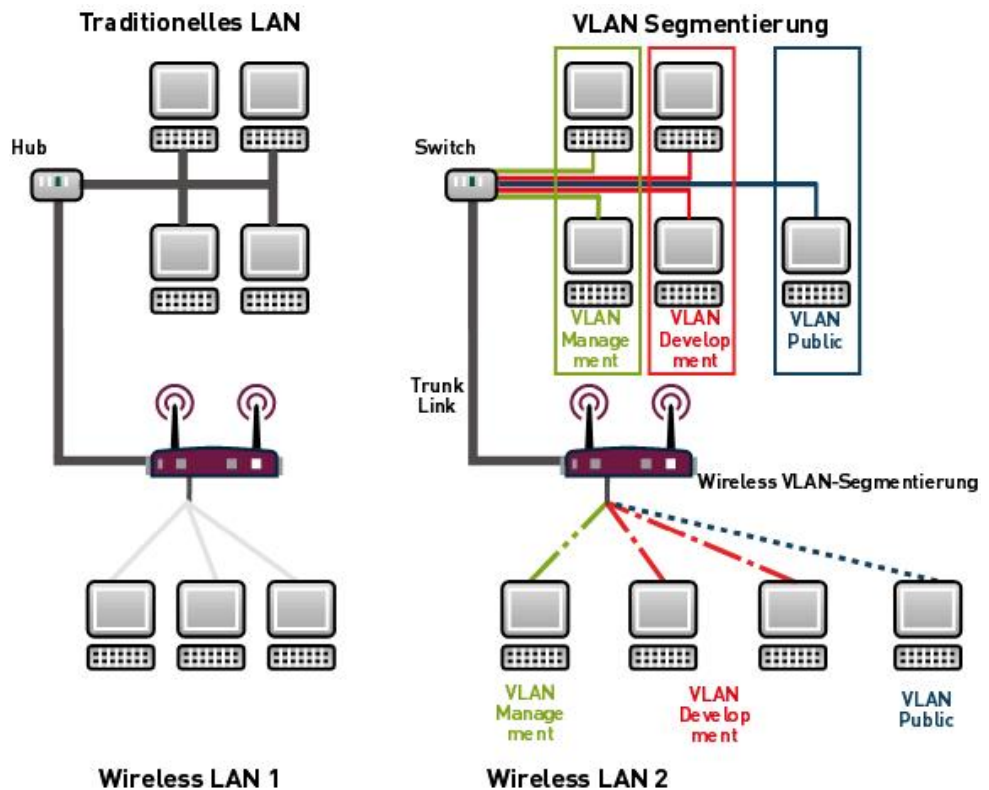 Traditionelles LAN
VLAN Segmentierung
Hub
Switch
VLAN
Manage
ment
VLAN
Develop
ment
VLAN
Public
Trunk
Link
Wireless VLAN-Segmentierung
VLAN
Manage
ment
VLAN
Develop
ment
VLAN
Public
Wireless LAN 1
Wireless LAN 2